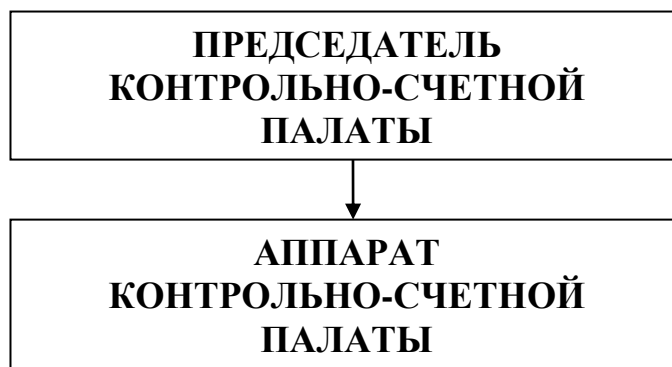 ПРЕДСЕДАТЕЛЬ
КОНТРОЛЬНО-СЧЕТНОЙ
ПАЛАТЫ
АППАРАТ
КОНТРОЛЬНО-СЧЕТНОЙ
ПАЛАТЫ